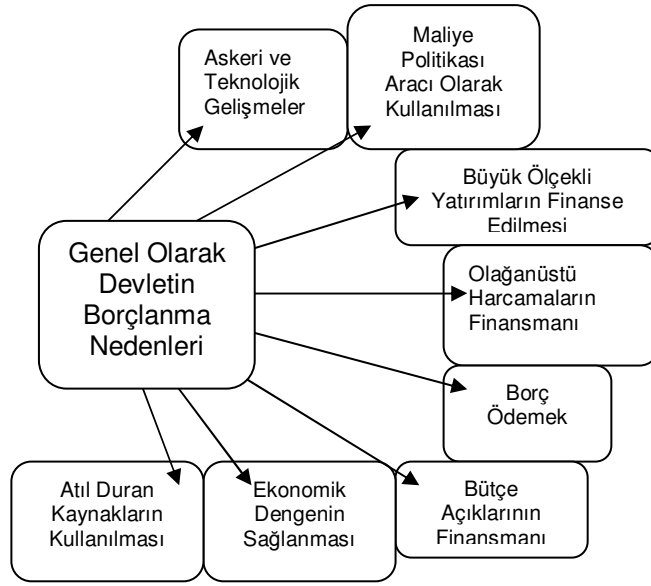 Askeri ve
Teknolojik
Gelişmeler
Maliye
Politikası
Aracı Olarak
Kullanılması
Büyük Ölçekli
Yatırımların Finanse
Edilmesi
Genel Olarak
Devletin
Borçlanma
Nedenleri
Olağanüstü
Harcamaların
Finansmanı
Borç
Ödemek
Atıl Duran
Kaynakların
Kullanılması
Ekonomik
Dengenin
Sağlanması
Bütçe
Açıklarının
Finansmanı